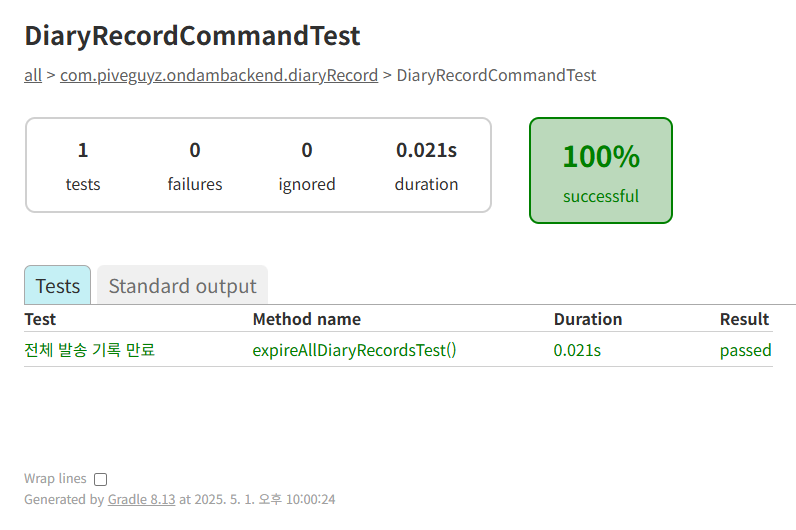 DiaryRecordCommandTest
all > com.piveguyz.ondambackend.diaryRecord > DiaryRecordCommandTest
1 0 0 0.021s
tests failures ignored duration
100%
successful
Tests Standard output
Test Method name Duration Result
전체 발송 기록 만료 expireAllDiaryRecordsTest() 0.021s passed
Wrap lines
Generated by Gradle 8.13 at 2025. 5. 1. 오후 10:00:24